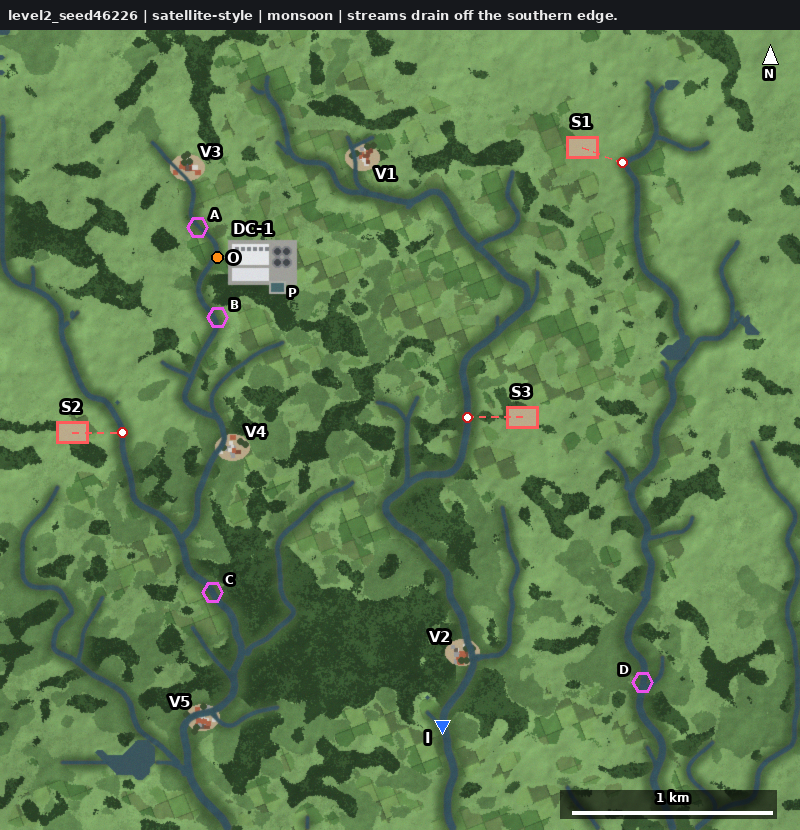 level2_seed46226 | satellite-style | monsoon | streams drain off the southern edge.
N
S1
V3
V1
A
DC-1
O
P
B
S3
S2
V4
C
V2
D
V5
I
1 km